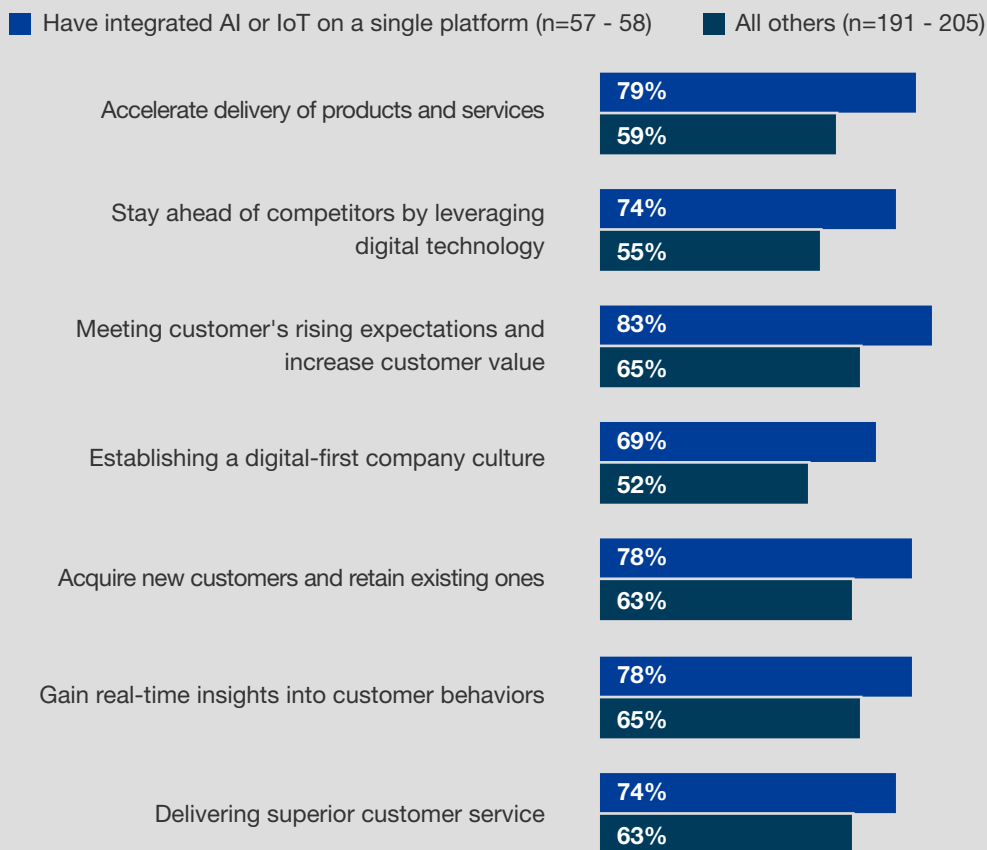 Have integrated AI or IoT on a single platform (n=57 - 58)
All others (n=191 - 205)
Accelerate delivery of products and services
79%
59%
Stay ahead of competitors by leveraging
digital technology
74%
55%
Meeting customer's rising expectations and
increase customer value
83%
65%
Establishing a digital-first company culture
69%
52%
Acquire new customers and retain existing ones
78%
63%
Gain real-time insights into customer behaviors
78%
65%
Delivering superior customer service
74%
63%